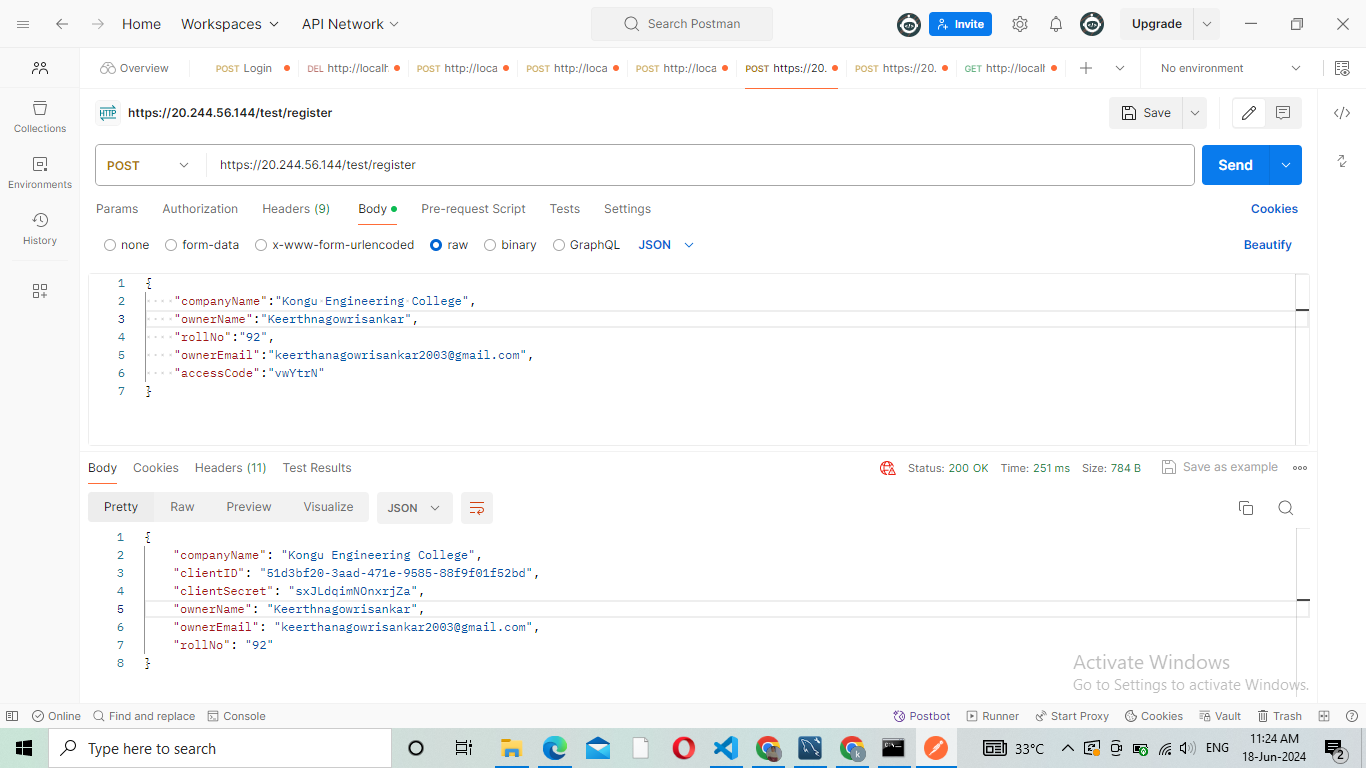 Home Workspaces API Network Search Postman Invite Upgrade
Overview POST Login DEL http://locall POST http://loca POST http://loca POST http://loca POST https://20. POST https://20. GET http://locall No environment
HTTP https://20.244.56.144/test/register Save
Collections
Environments
History
POST https://20.244.56.144/test/register Send
Params Authorization Headers (9) Body Pre-request Script Tests Settings Cookies
none form-data x-www-form-urlencoded raw binary GraphQL JSON Beautify
1 {
2 "companyName":"Kongu Engineering College",
3 "ownerName":"Keerthnagowrisankar",
4 "rollNo":"92",
5 "ownerEmail":"keerthanagowrisankar2003@gmail.com",
6 "accessCode":"vwYtrN"
7 }
Body Cookies Headers (11) Test Results Status: 200 OK Time: 251 ms Size: 784 B Save as example
Pretty Raw Preview Visualize JSON
1 {
2 "companyName": "Kongu Engineering College",
3 "clientID": "51d3bf20-3aad-471e-9585-88f9f01f52bd",
4 "clientSecret": "sxJLdqimNOnxrjZa",
5 "ownerName": "Keerthnagowrisankar",
6 "ownerEmail": "keerthanagowrisankar2003@gmail.com",
7 "rollNo": "92"
8 }
Activate Windows
Go to Settings to activate Windows.
Online Find and replace Console Postbot Runner Start Proxy Cookies Vault Trash
Type here to search 33°C ENG 11:24 AM
18-Jun-2024 2